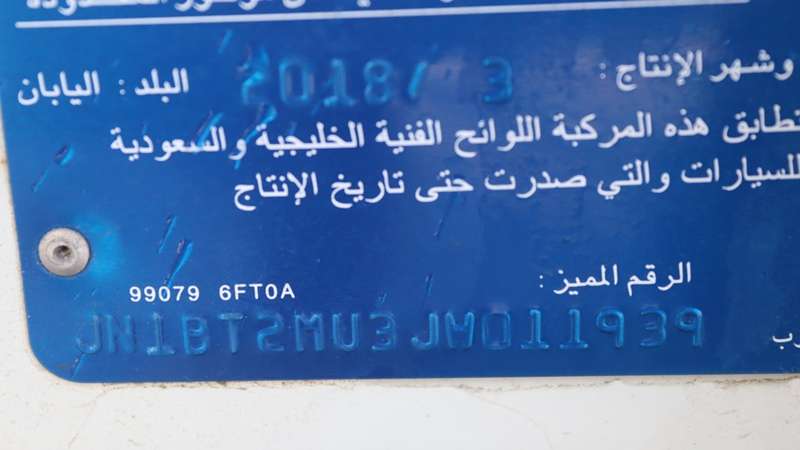 وشهر الإنتاج : 2018/ 3 البلد : اليابان
تطابق هذه المركبة اللوائح الفنية الخليجية والسعودية
للسيارات والتي صدرت حتى تاريخ الإنتاج
الرقم المميز :
99079 6FT0A
JN1BT2MU3JW011939